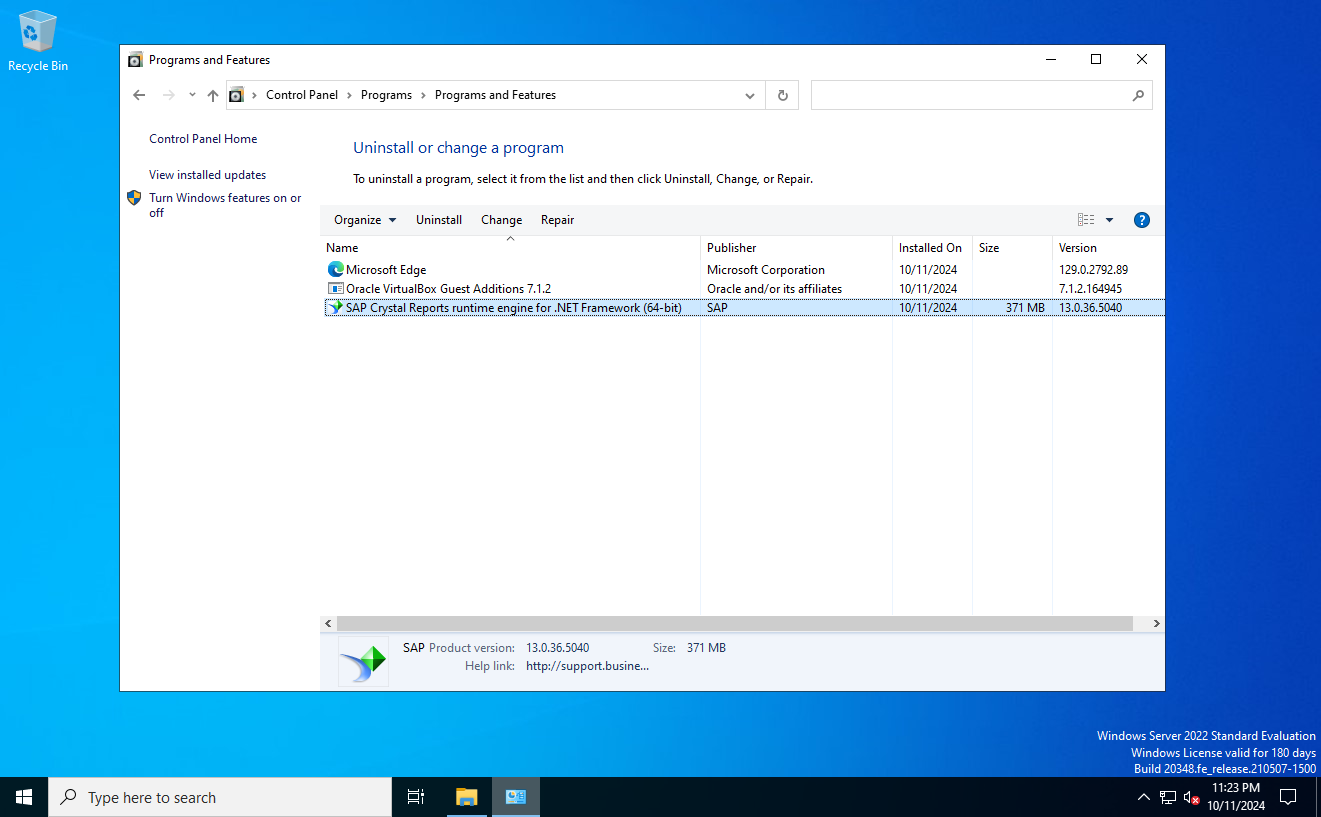 Recycle Bin
Programs and Features
Control Panel > Programs > Programs and Features
Control Panel Home
View installed updates
Turn Windows features on or
off
Uninstall or change a program
To uninstall a program, select it from the list and then click Uninstall, Change, or Repair.
Organize Uninstall Change Repair
Name Publisher Installed On Size Version
Microsoft Edge Microsoft Corporation 10/11/2024 129.0.2792.89
Oracle VirtualBox Guest Additions 7.1.2 Oracle and/or its affiliates 10/11/2024 7.1.2.164945
SAP Crystal Reports runtime engine for .NET Framework (64-bit) SAP 10/11/2024 371 MB 13.0.36.5040
SAP Product version: 13.0.36.5040 Size: 371 MB
Help link: http://support.busine...
Windows Server 2022 Standard Evaluation
Windows License valid for 180 days
Build 20348.fe_release.210507-1500
Type here to search
11:23 PM
10/11/2024